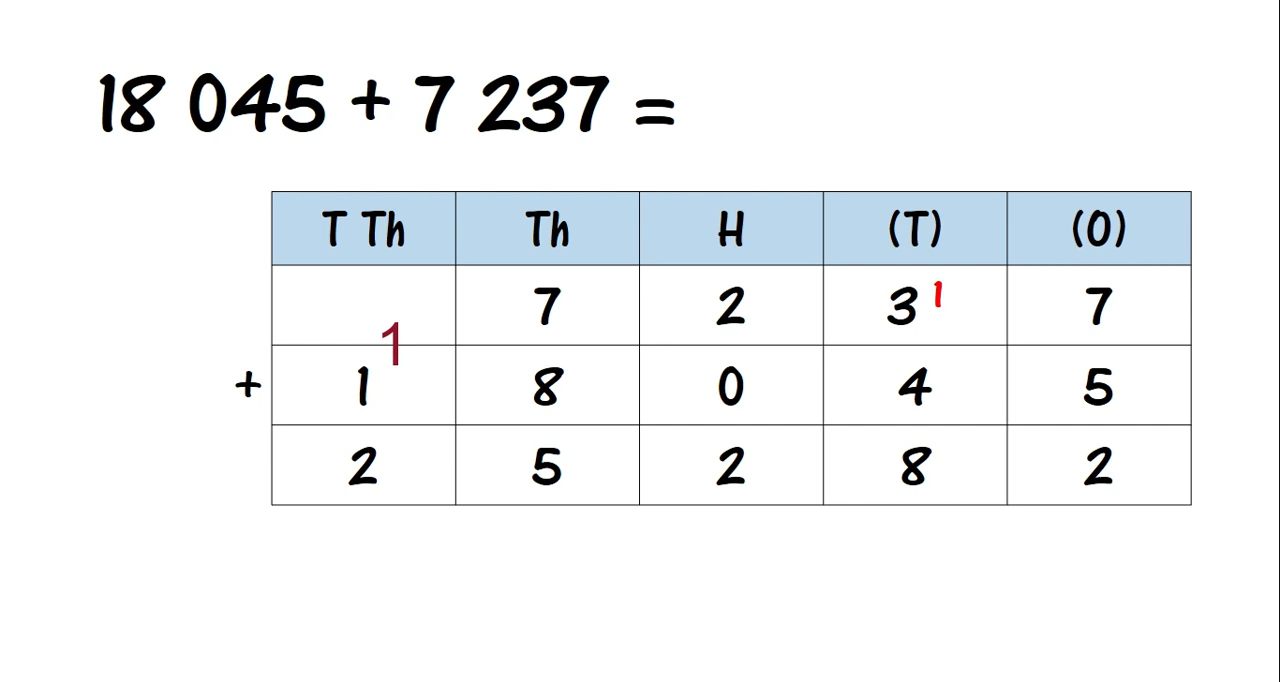 18 045 + 7 237 =
T Th H (T) (O)
7 2 3 1 7
1
+ 1 8 0 4 5
2 5 2 8 2